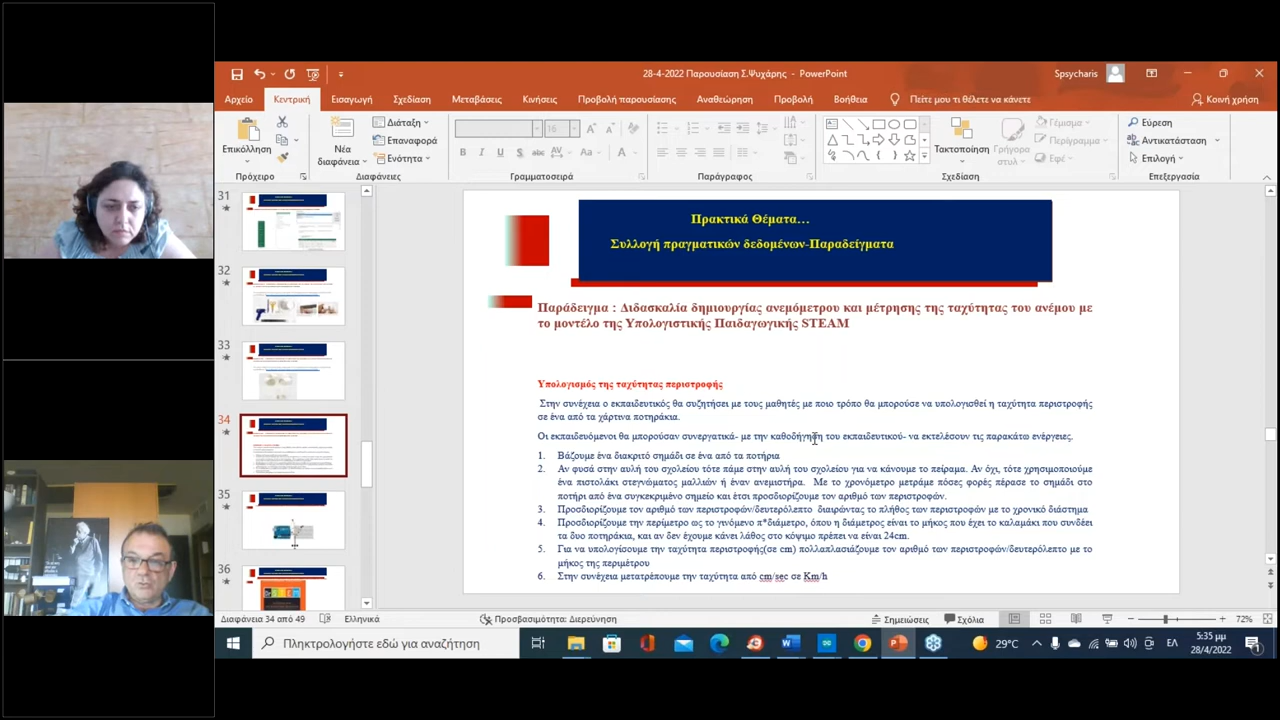 28-4-2022 Παρουσίαση Σ.Ψυχάρης - PowerPoint
Spsycharis
Αρχείο Κεντρική Εισαγωγή Σχεδίαση Μεταβάσεις Κινήσεις Προβολή παρουσίασης Αναθεώρηση Προβολή Βοήθεια Πείτε μου τι θέλετε να κάνετε Κοινή χρήση
Επικόλληση
Πρόχειρο
Νέα
διαφάνεια
Διάταξη
Επαναφορά
Ενότητα
Διαφάνειες
16
Γραμματοσειρά
Παράγραφος
Τακτοποίηση
Γρήγορα
στυλ
Γέμισμα
Περίγραμμα
Εφέ
Σχεδίαση
Εύρεση
Αντικατάσταση
Επιλογή
Επεξεργασία
31
32
33
34
35
36
Πρακτικά Θέματα…
Συλλογή πραγματικών δεδομένων-Παραδείγματα
Παράδειγμα : Διδασκαλία δημιουργίας ανεμόμετρου και μέτρησης της ταχύτητας του ανέμου με
το μοντέλο της Υπολογιστικής Παιδαγωγικής STEAM
Υπολογισμός της ταχύτητας περιστροφής
Στην συνέχεια ο εκπαιδευτικός θα συζητήσει με τους μαθητές με ποιο τρόπο θα μπορούσε να υπολογισθεί η ταχύτητα περιστροφής
σε ένα από τα χάρτινα ποτηράκια.
Οι εκπαιδευόμενοι θα μπορούσαν συνεργατικά- με την καθοδήγηση του εκπαιδευτικού- να εκτελέσουν τις παρακάτω ενέργειες.
1. Βάζουμε ένα διακριτό σημάδι σε ένα από τα ποτήρια
2. Αν φυσά στην αυλή του σχολείου τότε πάμε στην αυλή του σχολείου για να κάνουμε το πείραμα. Αν όχι, τότε χρησιμοποιούμε
ένα πιστολάκι στεγνώματος μαλλιών ή έναν ανεμιστήρα. Με το χρονόμετρο μετράμε πόσες φορές πέρασε το σημάδι στο
ποτήρι από ένα συγκεκριμένο σημείο και έτσι προσδιορίζουμε τον αριθμό των περιστροφών.
3. Προσδιορίζουμε τον αριθμό των περιστροφών/δευτερόλεπτο διαιρώντας το πλήθος των περιστροφών με το χρονικό διάστημα
4. Προσδιορίζουμε την περίμετρο ως το γινόμενο π*διάμετρο, όπου η διάμετρος είναι το μήκος που έχει το καλαμάκι που συνδέει
τα δυο ποτηράκια, και αν δεν έχουμε κάνει λάθος στο κόψιμο πρέπει να είναι 24cm.
5. Για να υπολογίσουμε την ταχύτητα περιστροφής(σε cm) πολλαπλασιάζουμε τον αριθμό των περιστροφών/δευτερόλεπτο με το
μήκος της περιμέτρου
6. Στην συνέχεια μετατρέπουμε την ταχύτητα από cm/sec σε Km/h
Διαφάνεια 34 από 49 Ελληνικά Προσβασιμότητα: Διερεύνηση Σημειώσεις Σχόλια 72%
Πληκτρολογήστε εδώ για αναζήτηση
29°C
ΕΛ
5:35 μμ
28/4/2022